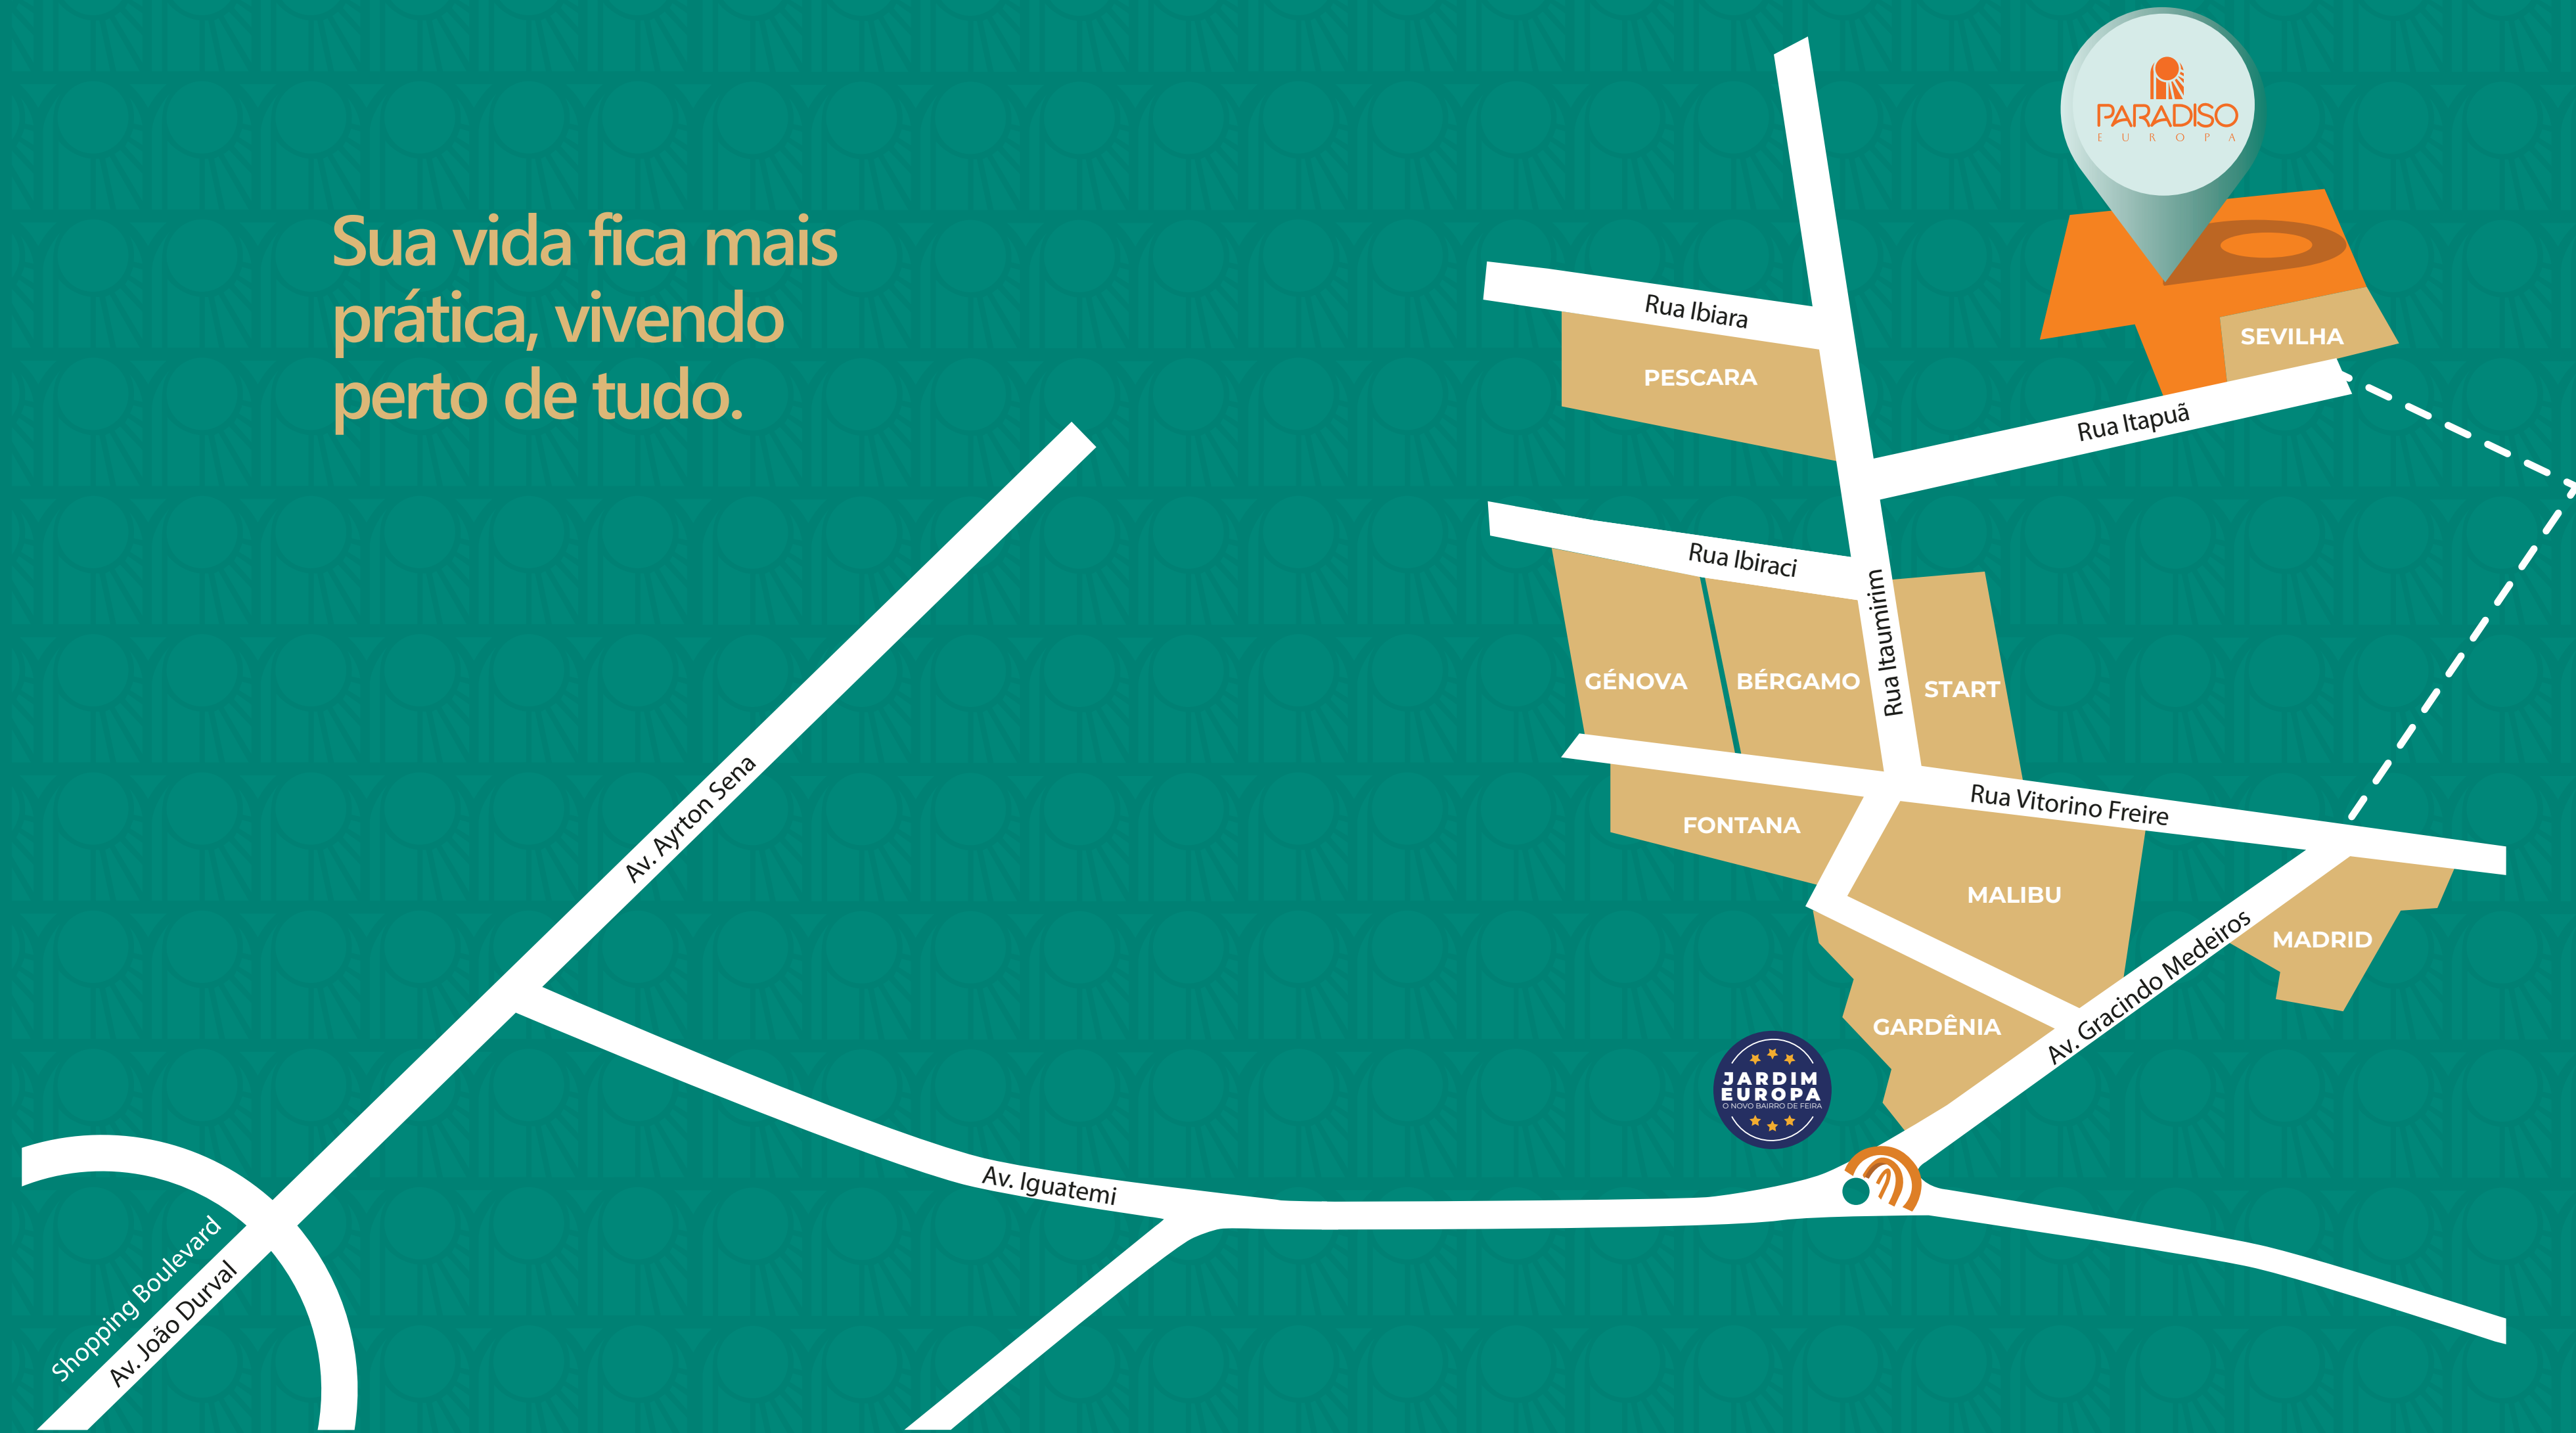 Sua vida fica mais
prática, vivendo
perto de tudo.
PARADISO
EUROPA
SEVILHA
Rua Itapuã
Rua Ibiara
PESCARA
Rua Ibiraci
Rua Itaumirim
GÉNOVA
BÉRGAMO
START
Rua Vitorino Freire
FONTANA
MALIBU
MADRID
Av. Gracindo Medeiros
GARDÊNIA
JARDIM
EUROPA
O NOVO BAIRRO DE FEIRA
Av. Ayrton Sena
Av. Iguatemi
Shopping Boulevard
Av. João Durval